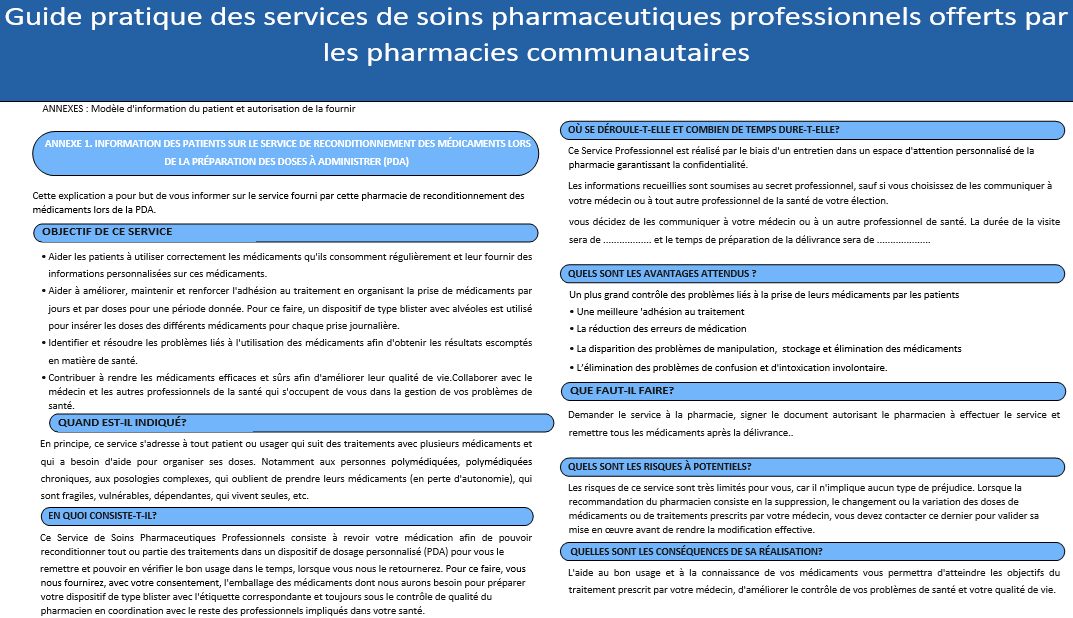 Guide pratique des services de soins pharmaceutiques professionnels offerts par
les pharmacies communautaires
ANNEXES : Modèle d'information du patient et autorisation de la fournir
ANNEXE 1. INFORMATION DES PATIENTS SUR LE SERVICE DE RECONDITIONNEMENT DES MÉDICAMENTS LORS
DE LA PRÉPARATION DES DOSES À ADMINISTRER (PDA)
Cette explication a pour but de vous informer sur le service fourni par cette pharmacie de reconditionnement des
médicaments lors de la PDA.
OBJECTIF DE CE SERVICE
• Aider les patients à utiliser correctement les médicaments qu'ils consomment régulièrement et leur fournir des
informations personnalisées sur ces médicaments.
• Aider à améliorer, maintenir et renforcer l'adhésion au traitement en organisant la prise de médicaments par
jours et par doses pour une période donnée. Pour ce faire, un dispositif de type blister avec alvéoles est utilisé
pour insérer les doses des différents médicaments pour chaque prise journalière.
• Identifier et résoudre les problèmes liés à l'utilisation des médicaments afin d'obtenir les résultats escomptés
en matière de santé.
• Contribuer à rendre les médicaments efficaces et sûrs afin d'améliorer leur qualité de vie.Collaborer avec le
médecin et les autres professionnels de la santé qui s'occupent de vous dans la gestion de vos problèmes de
santé.
QUAND EST-IL INDIQUÉ?
En principe, ce service s'adresse à tout patient ou usager qui suit des traitements avec plusieurs médicaments et
qui a besoin d'aide pour organiser ses doses. Notamment aux personnes polymédiquées, polymédiquées
chroniques, aux posologies complexes, qui oublient de prendre leurs médicaments (en perte d'autonomie), qui
sont fragiles, vulnérables, dépendantes, qui vivent seules, etc.
EN QUOI CONSISTE-T-IL?
Ce Service de Soins Pharmaceutiques Professionnels consiste à revoir votre médication afin de pouvoir
reconditionner tout ou partie des traitements dans un dispositif de dosage personnalisé (PDA) pour vous le
remettre et pouvoir en vérifier le bon usage dans le temps, lorsque vous nous le retournerez. Pour ce faire, vous
nous fournirez, avec votre consentement, l'emballage des médicaments dont nous aurons besoin pour préparer
votre dispositif de type blister avec l'étiquette correspondante et toujours sous le contrôle de qualité du
pharmacien en coordination avec le reste des professionnels impliqués dans votre santé.
OÙ SE DÉROULE-T-ELLE ET COMBIEN DE TEMPS DURE-T-ELLE?
Ce Service Professionnel est réalisé par le biais d'un entretien dans un espace d'attention personnalisé de la
pharmacie garantissant la confidentialité.
Les informations recueillies sont soumises au secret professionnel, sauf si vous choisissez de les communiquer à
votre médecin ou à tout autre professionnel de la santé de votre élection.
vous décidez de les communiquer à votre médecin ou à un autre professionnel de santé. La durée de la visite
sera de .................. et le temps de préparation de la délivrance sera de ....................
QUELS SONT LES AVANTAGES ATTENDUS ?
Un plus grand contrôle des problèmes liés à la prise de leurs médicaments par les patients
• Une meilleure 'adhésion au traitement
• La réduction des erreurs de médication
• La disparition des problèmes de manipulation, stockage et élimination des médicaments
• L'élimination des problèmes de confusion et d'intoxication involontaire.
QUE FAUT-IL FAIRE?
Demander le service à la pharmacie, signer le document autorisant le pharmacien à effectuer le service et
remettre tous les médicaments après la délivrance..
QUELS SONT LES RISQUES À POTENTIELS?
Les risques de ce service sont très limités pour vous, car il n'implique aucun type de préjudice. Lorsque la
recommandation du pharmacien consiste en la suppression, le changement ou la variation des doses de
médicaments ou de traitements prescrits par votre médecin, vous devez contacter ce dernier pour valider sa
mise en œuvre avant de rendre la modification effective.
QUELLES SONT LES CONSÉQUENCES DE SA RÉALISATION?
L'aide au bon usage et à la connaissance de vos médicaments vous permettra d'atteindre les objectifs du
traitement prescrit par votre médecin, d'améliorer le contrôle de vos problèmes de santé et votre qualité de vie.